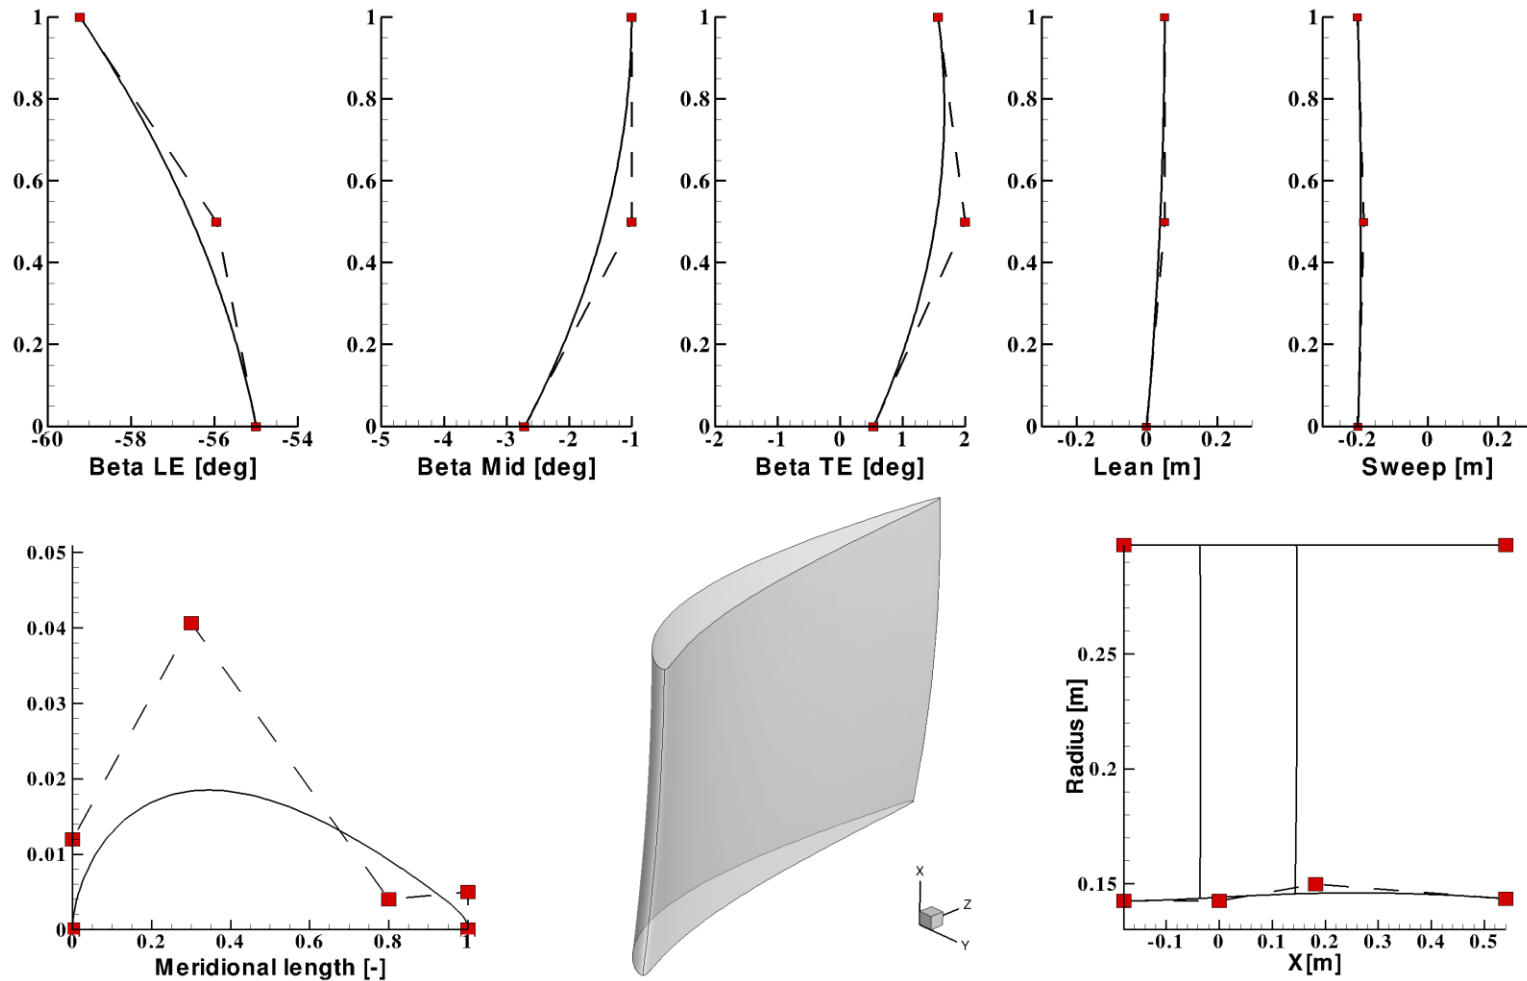 1
0.8
0.6
0.4
0.2
0
-60 -58 -56 -54
Beta LE [deg]
1
0.8
0.6
0.4
0.2
0
-5 -4 -3 -2 -1
Beta Mid [deg]
1
0.8
0.6
0.4
0.2
0
-2 -1 0 1 2
Beta TE [deg]
1
0.8
0.6
0.4
0.2
0
-0.2 0 0.2
Lean [m]
1
0.8
0.6
0.4
0.2
0
-0.2 0 0.2
Sweep [m]
0.05
0.04
0.03
0.02
0.01
0
0 0.2 0.4 0.6 0.8 1
Meridional length [-]
X
Z
Y
Radius [m]
0.25
0.2
0.15
-0.1 0 0.1 0.2 0.3 0.4 0.5
X[m]